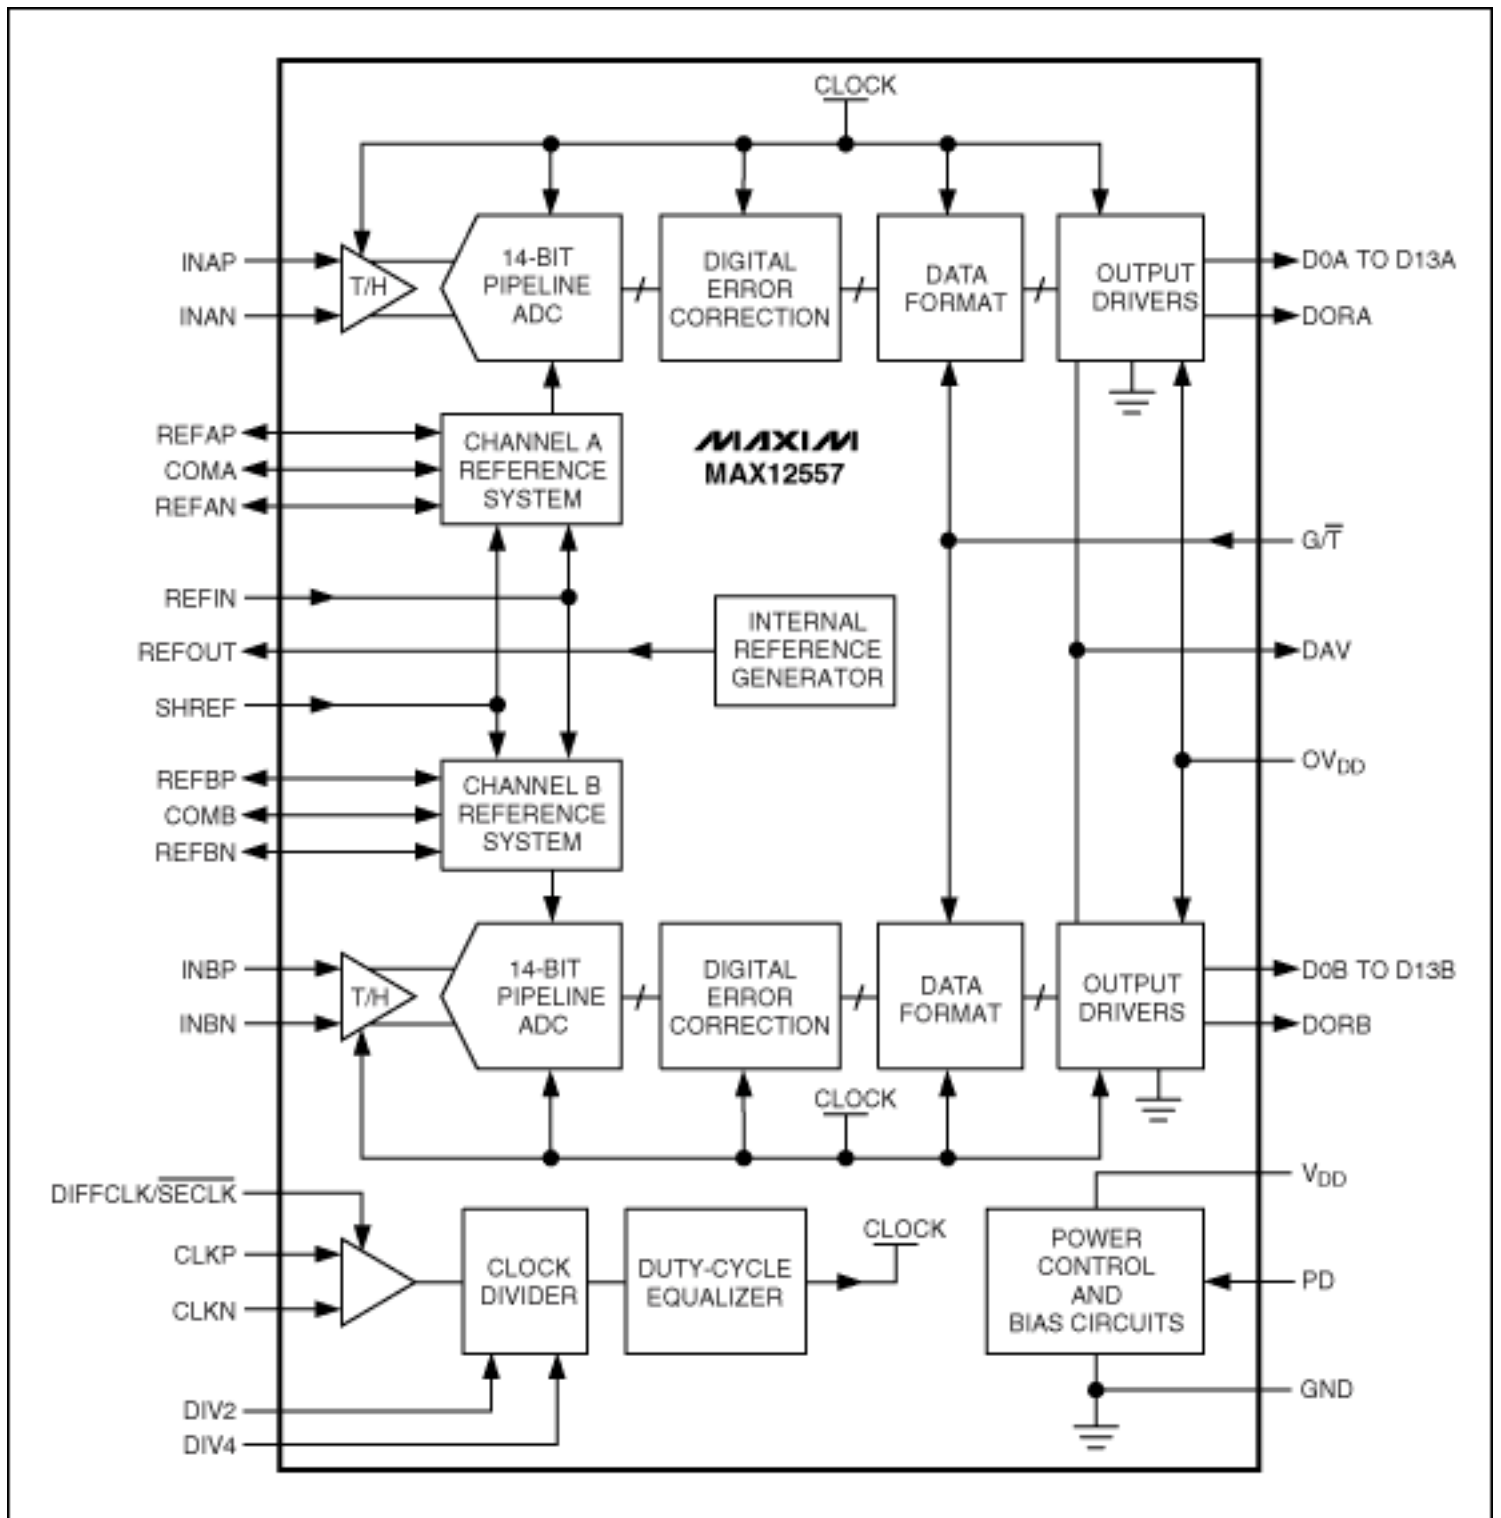 CLOCK
INAP
INAN
T/H
14-BIT
PIPELINE
ADC
DIGITAL
ERROR
CORRECTION
DATA
FORMAT
OUTPUT
DRIVERS
D0A TO D13A
DORA
REFAP
COMA
REFAN
CHANNEL A
REFERENCE
SYSTEM
MAXIM
MAX12557
G/T̅
REFIN
REFOUT
SHREF
INTERNAL
REFERENCE
GENERATOR
DAV
OVDD
REFBP
COMB
REFBN
CHANNEL B
REFERENCE
SYSTEM
INBP
INBN
T/H
14-BIT
PIPELINE
ADC
DIGITAL
ERROR
CORRECTION
DATA
FORMAT
OUTPUT
DRIVERS
D0B TO D13B
DORB
CLOCK
DIFFCLK/S̅E̅C̅L̅K̅
CLKP
CLKN
CLOCK
DIVIDER
DUTY-CYCLE
EQUALIZER
CLOCK
POWER
CONTROL
AND
BIAS CIRCUITS
VDD
PD
GND
DIV2
DIV4